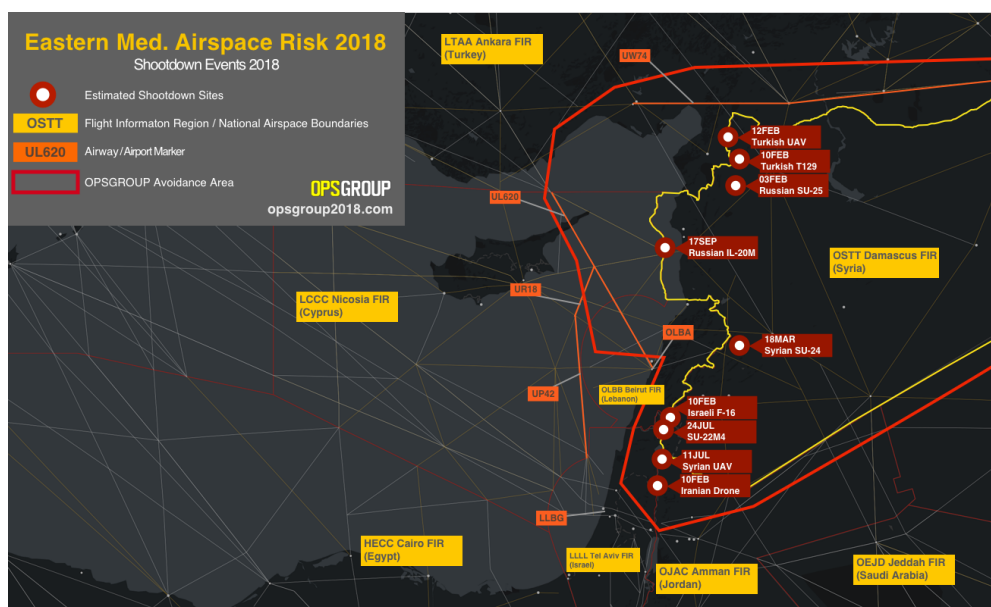 Eastern Med. Airspace Risk 2018
Shootdown Events 2018
Estimated Shootdown Sites
OSTT
Flight Informaton Region / National Airspace Boundaries
UL620
Airway/Airport Marker
OPSGROUP Avoidance Area
OPSGROUP
opsgroup2018.com
LTAA Ankara FIR
(Turkey)
UW74
12FEB
Turkish UAV
10FEB
Turkish T129
03FEB
Russian SU-25
UL620
17SEP
Russian IL-20M
OSTT Damascus FIR
(Syria)
UR18
LCCC Nicosia FIR
(Cyprus)
OLBA
18MAR
Syrian SU-24
OLBB Beirut FIR
(Lebanon)
UP42
10FEB
Israeli F-16
24JUL
SU-22M4
11JUL
Syrian UAV
10FEB
Iranian Drone
LLBG
HECC Cairo FIR
(Egypt)
LLLL Tel Aviv FIR
(Israel)
OJAC Amman FIR
(Jordan)
OEJD Jeddah FIR
(Saudi Arabia)